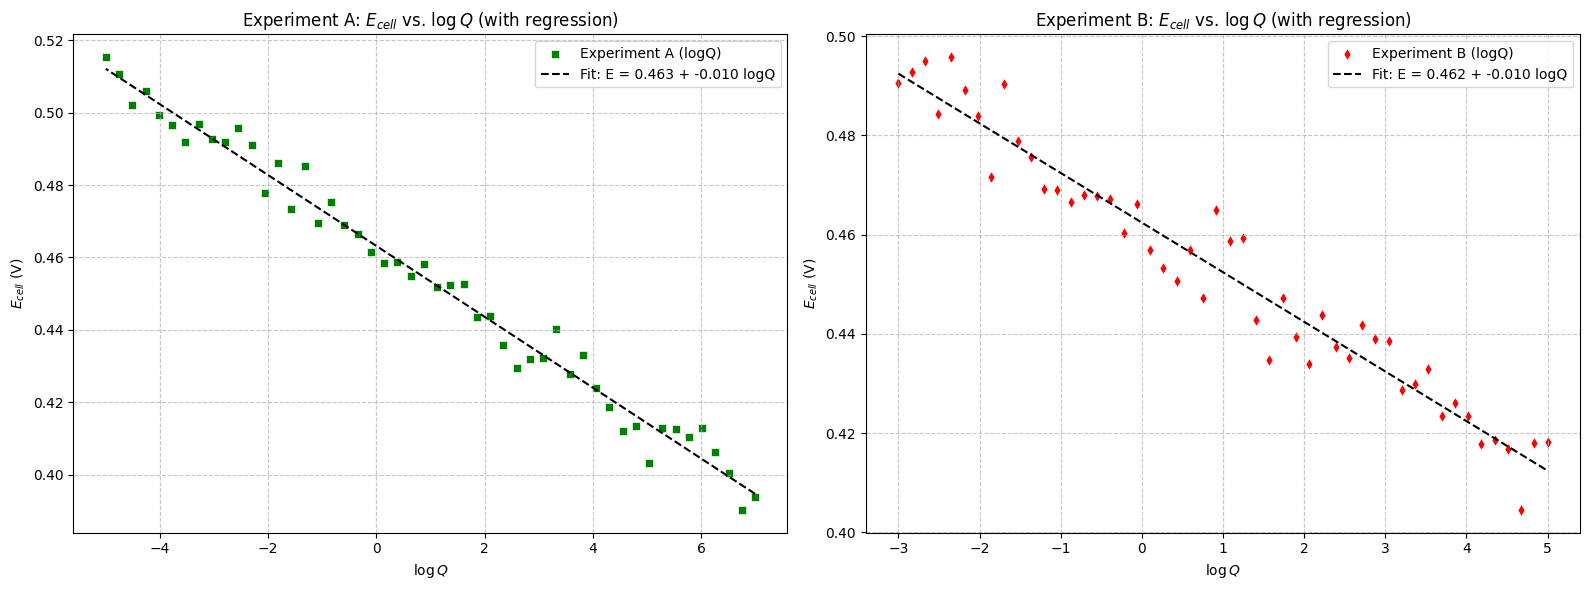 Experiment A: E_cell vs. log Q (with regression)
Experiment A (logQ)
Fit: E = 0.463 + -0.010 logQ
E_cell (V)
0.52
0.50
0.48
0.46
0.44
0.42
0.40
−4 −2 0 2 4 6
log Q
Experiment B: E_cell vs. log Q (with regression)
Experiment B (logQ)
Fit: E = 0.462 + -0.010 logQ
E_cell (V)
0.50
0.48
0.46
0.44
0.42
0.40
−3 −2 −1 0 1 2 3 4 5
log Q